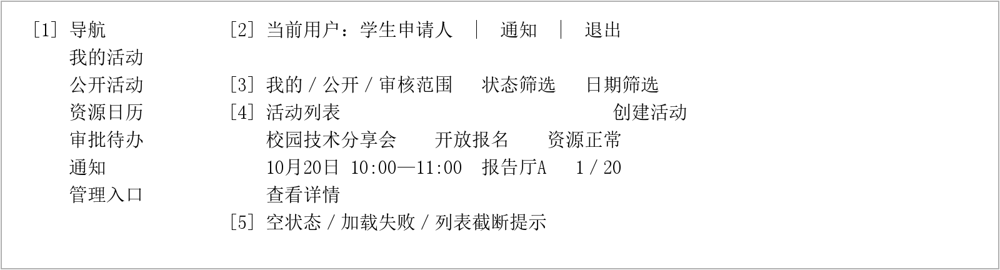 [1] 导航 [2] 当前用户：学生申请人 | 通知 | 退出
我的活动
公开活动 [3] 我的／公开／审核范围 状态筛选 日期筛选
资源日历 [4] 活动列表 创建活动
审批待办 校园技术分享会 开放报名 资源正常
通知 10月20日 10:00—11:00 报告厅A 1／20
管理入口 查看详情
[5] 空状态／加载失败／列表截断提示